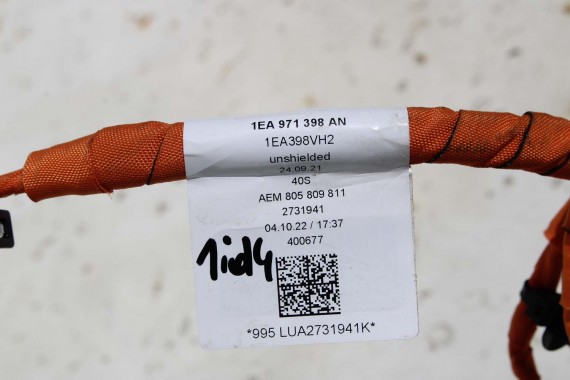 1EA 971 398 AN
1EA398VH2
unshielded
24.09.21
40S
AEM 805 809 811
2731941
04.10.22 / 17:37
400677
1id4
*995 LUA2731941K*